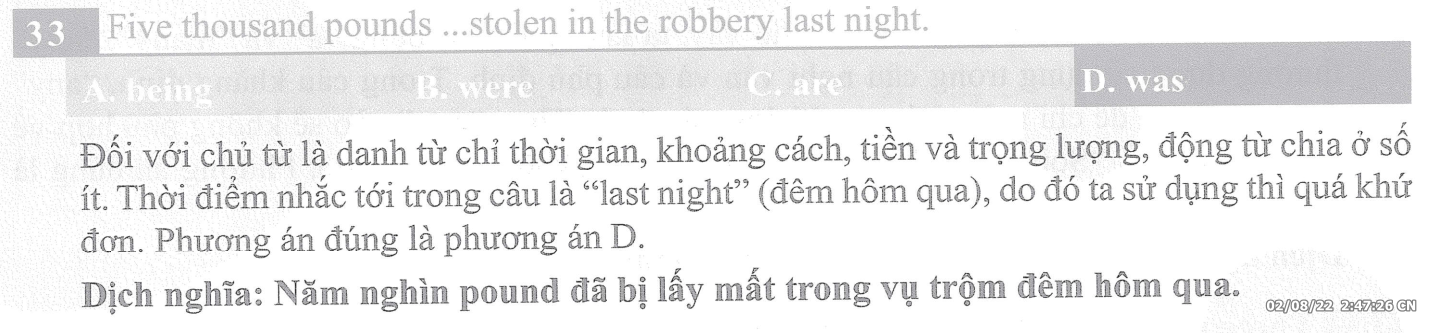 33 Five thousand pounds ...stolen in the robbery last night.
A. being B. were C. are D. was
Đối với chủ từ là danh từ chỉ thời gian, khoảng cách, tiền và trọng lượng, động từ chia ở số
ít. Thời điểm nhắc tới trong câu là “last night” (đêm hôm qua), do đó ta sử dụng thì quá khứ
đơn. Phương án đúng là phương án D.
Dịch nghĩa: Năm nghìn pound đã bị lấy mất trong vụ trộm đêm hôm qua.
02/08/22 2:47:26 CN